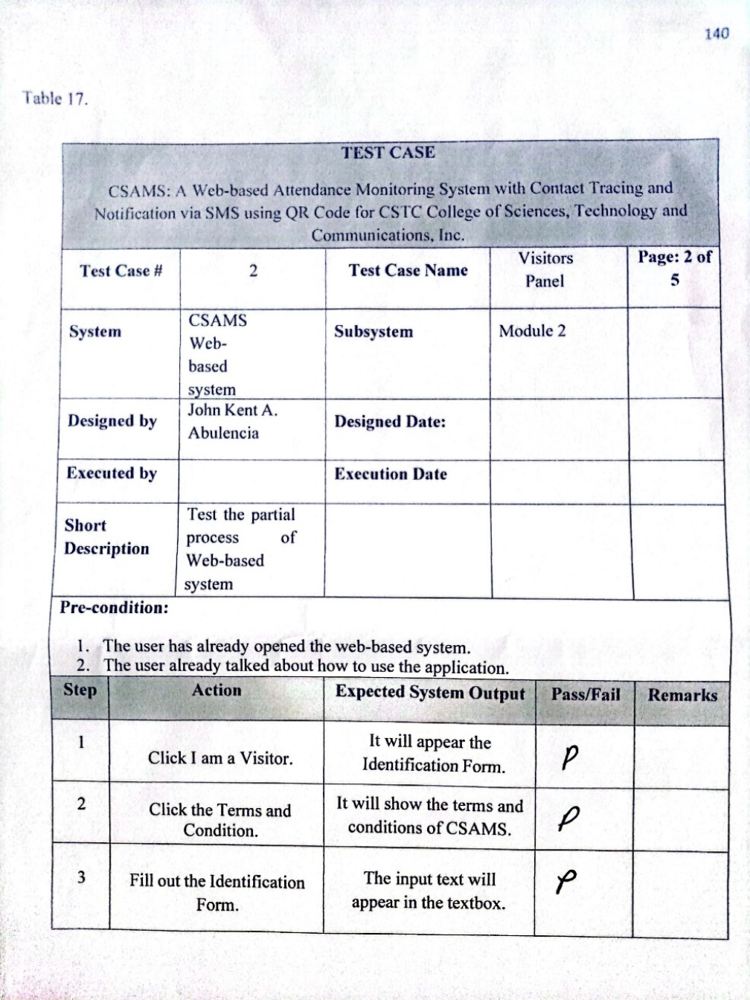 140
Table 17.
TEST CASE
CSAMS: A Web-based Attendance Monitoring System with Contact Tracing and
Notification via SMS using QR Code for CSTC College of Sciences, Technology and
Communications, Inc.
Test Case #
2
Test Case Name
Visitors
Panel
Page: 2 of
5
System
CSAMS
Web-
based
system
Subsystem
Module 2
Designed by
John Kent A.
Abulencia
Designed Date:
Executed by
Execution Date
Short
Description
Test the partial
process of
Web-based
system
Pre-condition:
1. The user has already opened the web-based system.
2. The user already talked about how to use the application.
Step
Action
Expected System Output
Pass/Fail
Remarks
1
Click I am a Visitor.
It will appear the
Identification Form.
P
2
Click the Terms and
Condition.
It will show the terms and
conditions of CSAMS.
P
3
Fill out the Identification
Form.
The input text will
appear in the textbox.
P